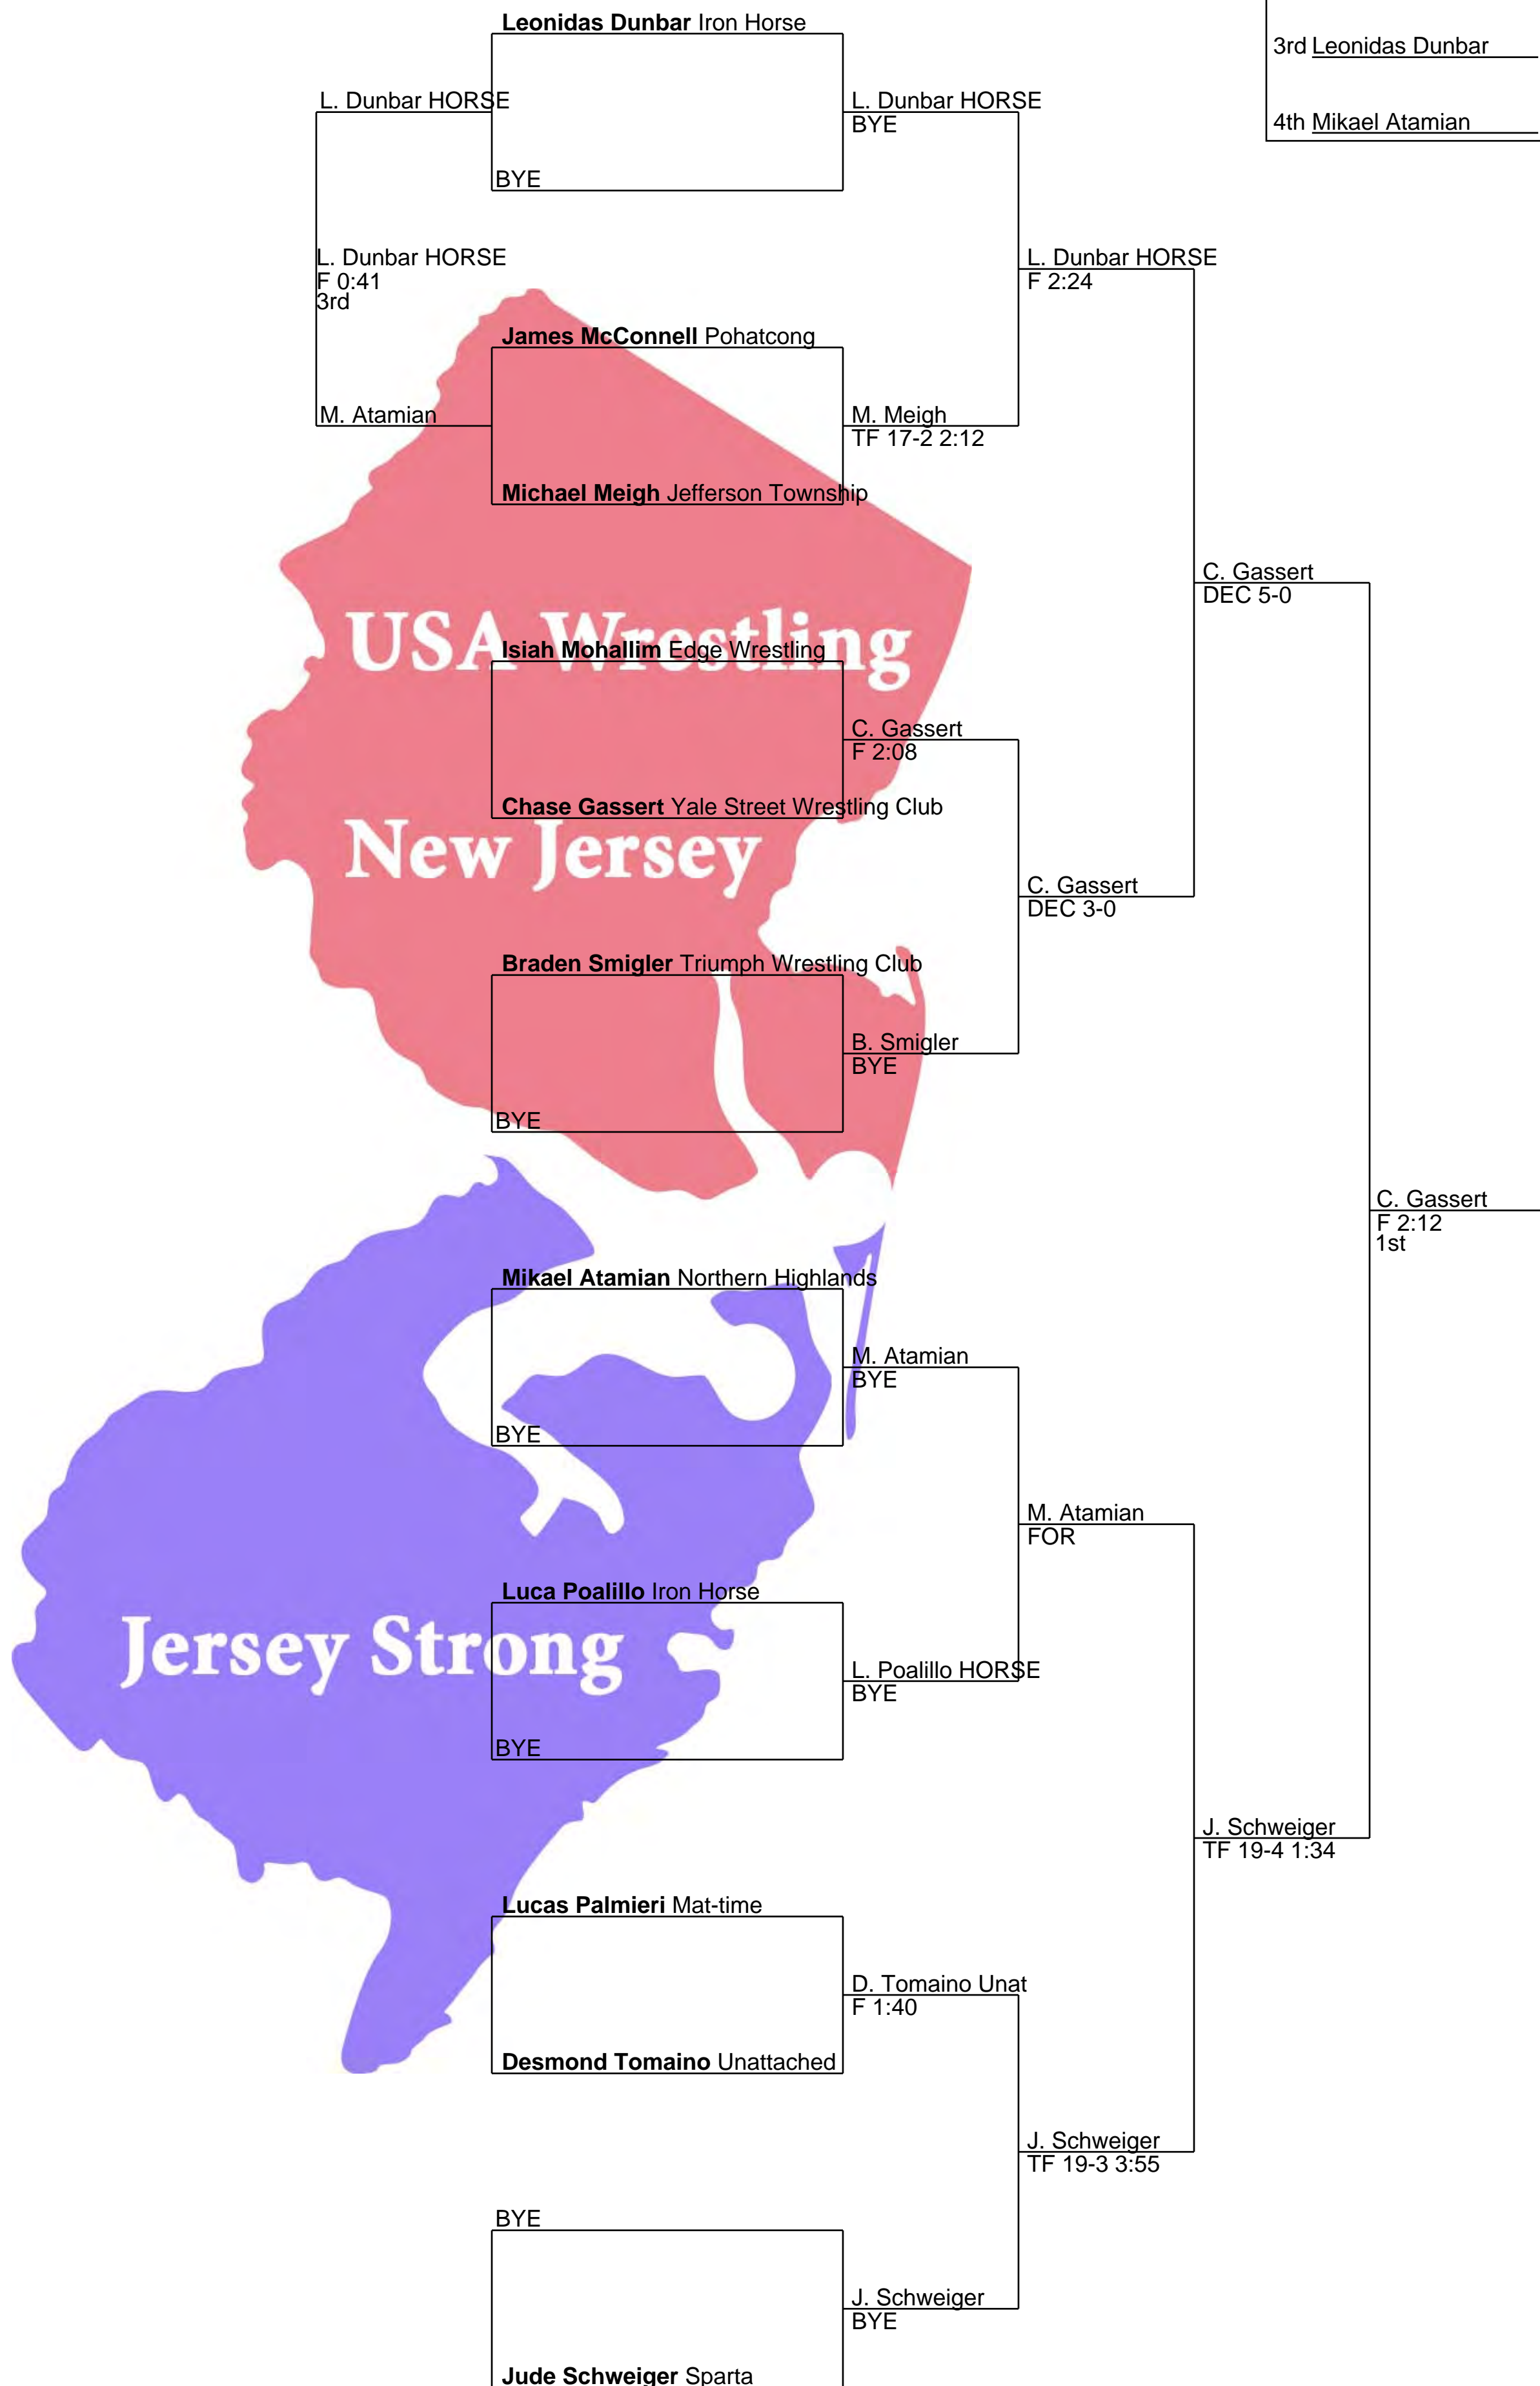 Leonidas Dunbar Iron Horse
3rd Leonidas Dunbar
L. Dunbar HORSE
L. Dunbar HORSE
BYE
4th Mikael Atamian
BYE
L. Dunbar HORSE
F 0:41
3rd
L. Dunbar HORSE
F 2:24
James McConnell Pohatcong
M. Atamian
M. Meigh
TF 17-2 2:12
Michael Meigh Jefferson Township
C. Gassert
DEC 5-0
USA Wrestling
Isiah Mohallim Edge Wrestling
C. Gassert
F 2:08
Chase Gassert Yale Street Wrestling Club
New Jersey
C. Gassert
DEC 3-0
Braden Smigler Triumph Wrestling Club
B. Smigler
BYE
BYE
C. Gassert
F 2:12
1st
Mikael Atamian Northern Highlands
M. Atamian
BYE
BYE
M. Atamian
FOR
Luca Poalillo Iron Horse
Jersey Strong
L. Poalillo HORSE
BYE
BYE
J. Schweiger
TF 19-4 1:34
Lucas Palmieri Mat-time
D. Tomaino Unat
F 1:40
Desmond Tomaino Unattached
J. Schweiger
TF 19-3 3:55
BYE
J. Schweiger
BYE
Jude Schweiger Sparta